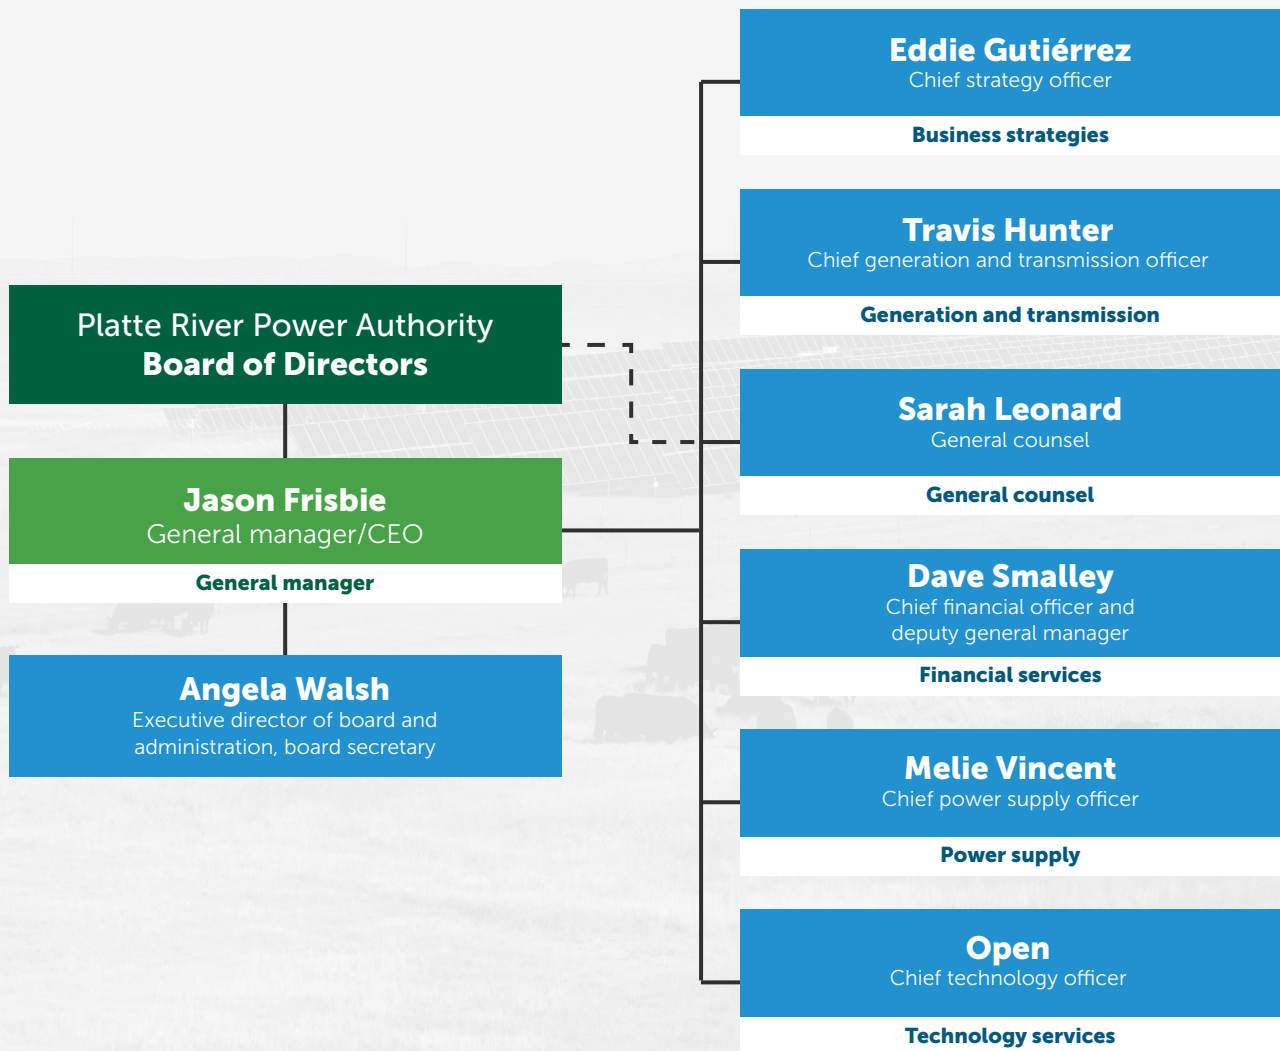 Platte River Power Authority
Board of Directors
Jason Frisbie
General manager/CEO
General manager
Angela Walsh
Executive director of board and
administration, board secretary
Eddie Gutiérrez
Chief strategy officer
Business strategies
Travis Hunter
Chief generation and transmission officer
Generation and transmission
Sarah Leonard
General counsel
General counsel
Dave Smalley
Chief financial officer and
deputy general manager
Financial services
Melie Vincent
Chief power supply officer
Power supply
Open
Chief technology officer
Technology services